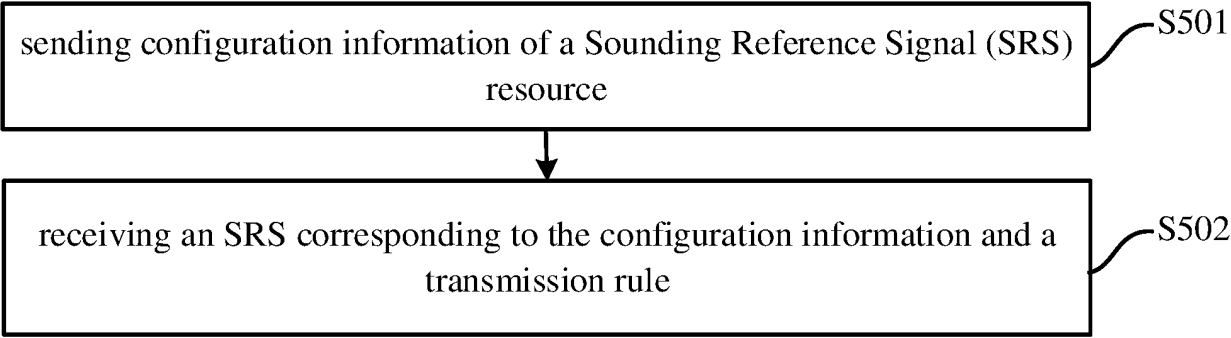 sending configuration information of a Sounding Reference Signal (SRS)
resource
S501
receiving an SRS corresponding to the configuration information and a
transmission rule
S502